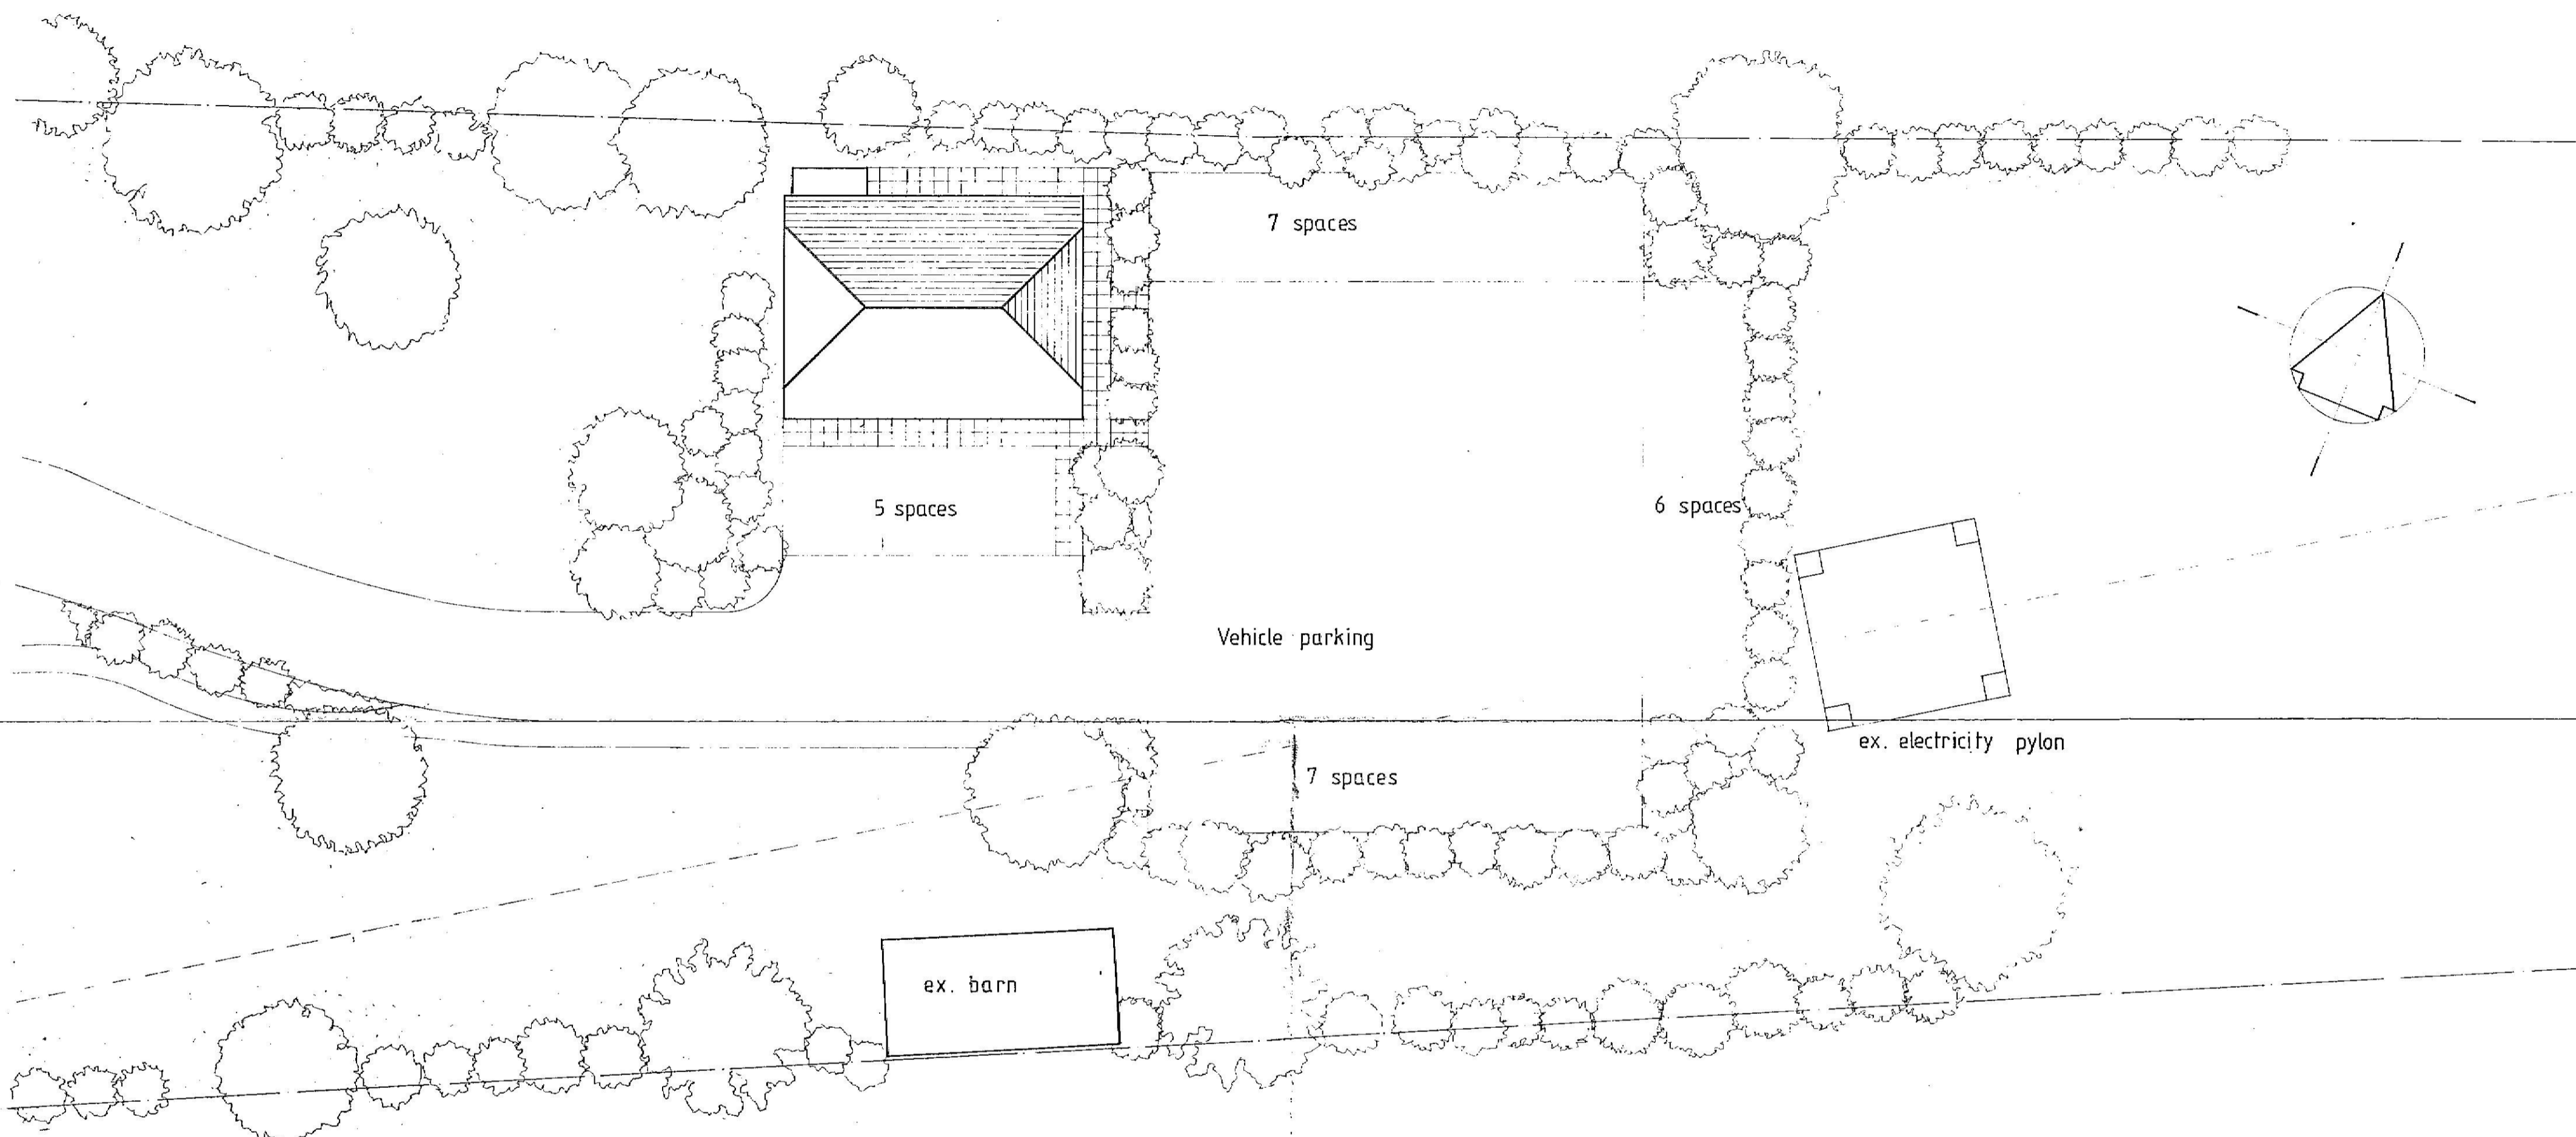 7 spaces
5 spaces
6 spaces
Vehicle parking
ex. electricity pylon
7 spaces
ex. barn